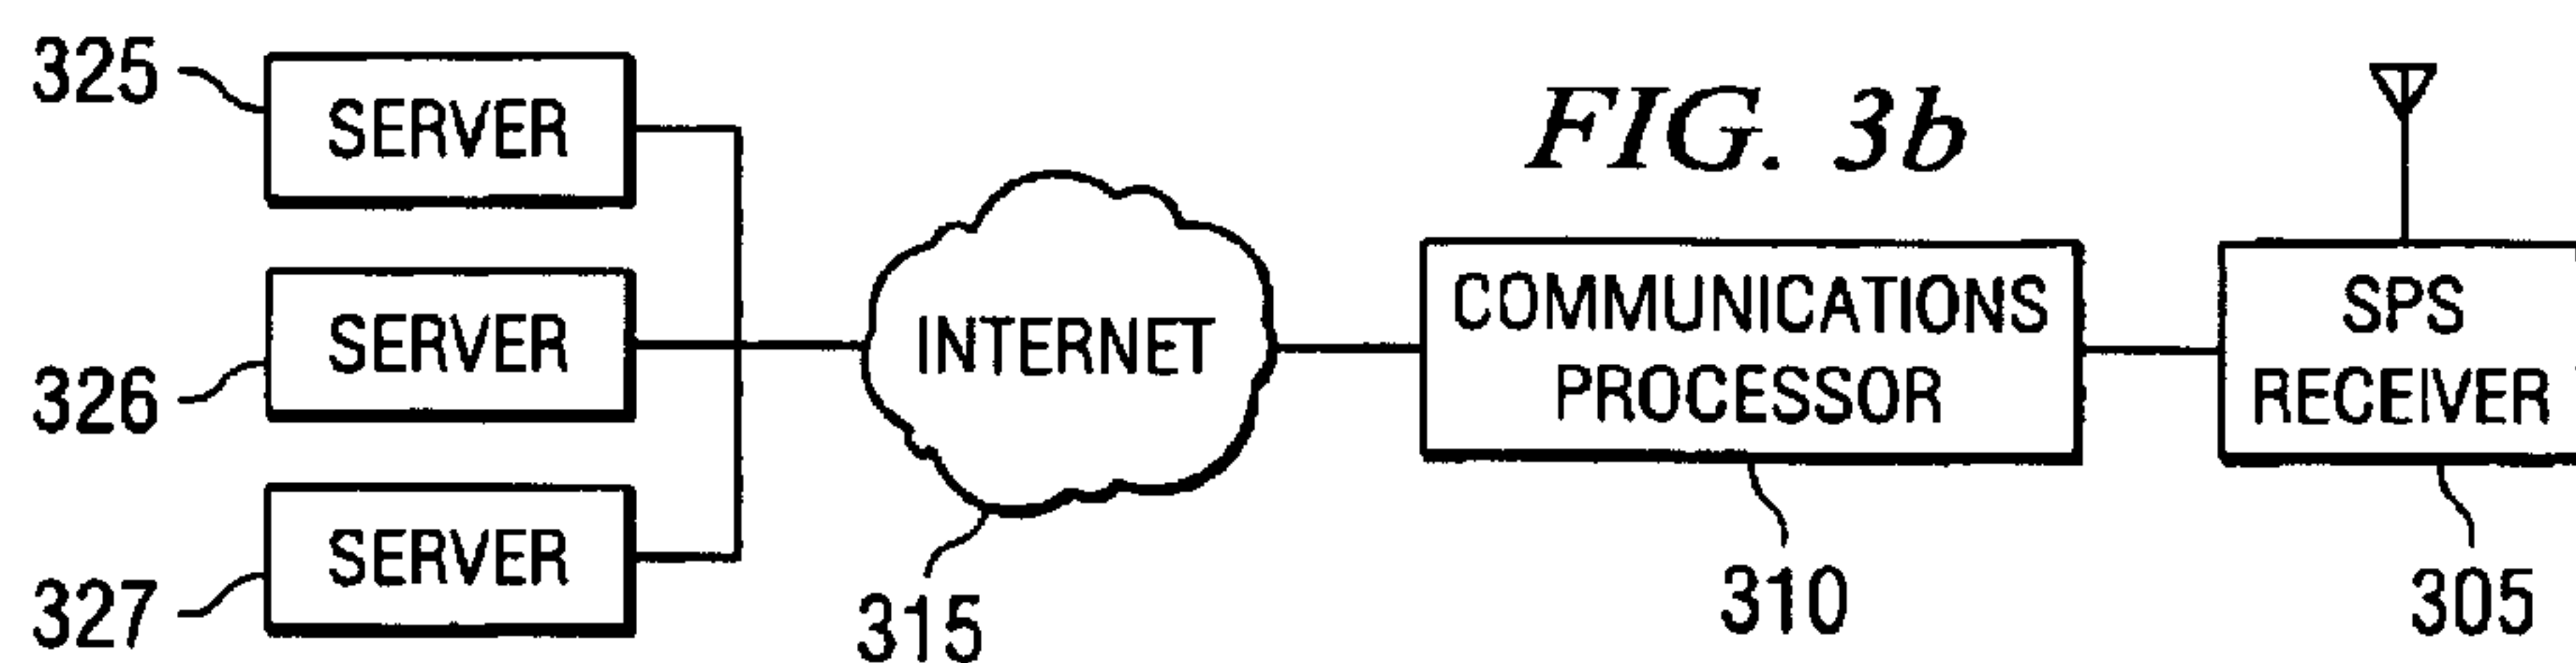 325
SERVER
FIG. 3b
SERVER
326
INTERNET
COMMUNICATIONS
PROCESSOR
SPS
RECEIVER
SERVER
327
315
310
305